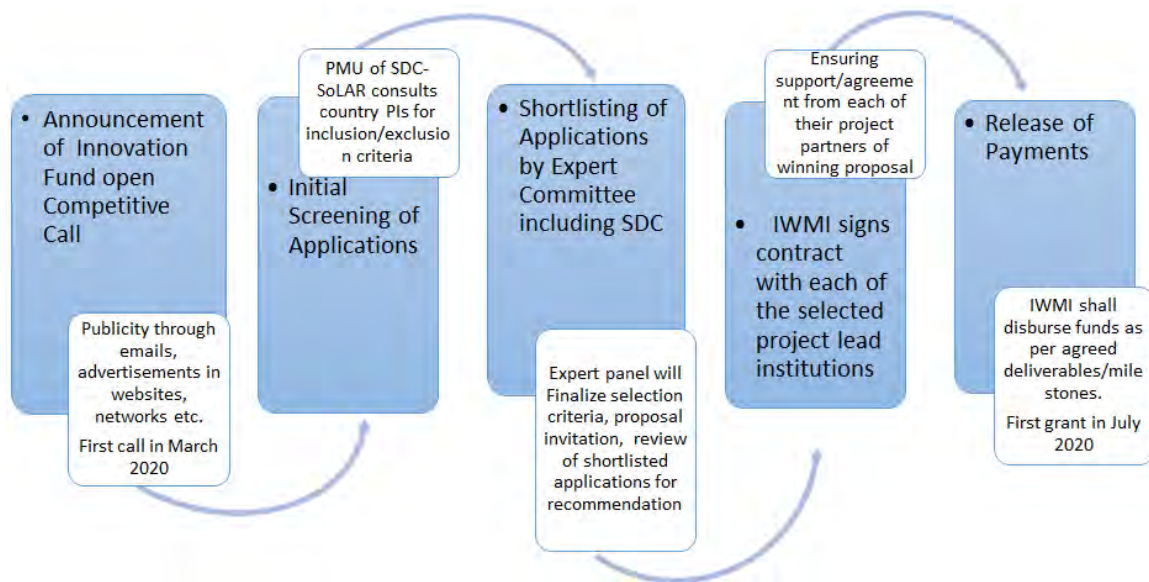 • Announcement
of Innovation
Fund open
Competitive
Call
Publicity through
emails,
advertisements in
websites,
networks etc.
First call in March
2020
PMU of SDC-
SoLAR consults
country PIs for
inclusion/exclusio
n criteria
• Initial
Screening of
Applications
• Shortlisting of
Applications
by Expert
Committee
including SDC
Expert panel will
Finalize selection
criteria, proposal
invitation, review
of shortlisted
applications for
recommendation
Ensuring
support/agreeme
nt from each of
their project
partners of
winning proposal
• IWMI signs
contract
with each of
the selected
project lead
institutions
• Release of
Payments
IWMI shall
disburse funds as
per agreed
deliverables/mile
stones.
First grant in July
2020